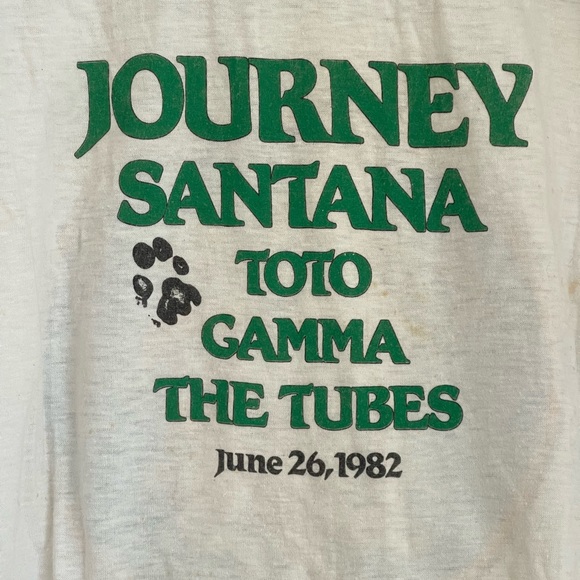 JOURNEY
SANTANA
TOTO
GAMMA
THE TUBES
June 26, 1982